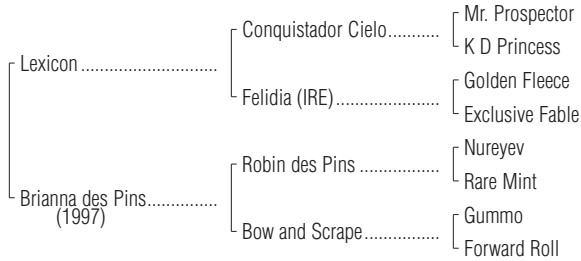 Mr. Prospector
Conquistador Cielo...........
K D Princess
Lexicon .............................
Golden Fleece
Felidia (IRE)......................
Exclusive Fable
Nureyev
Robin des Pins .................
Rare Mint
Brianna des Pins...............
(1997)
Gummo
Bow and Scrape................
Forward Roll